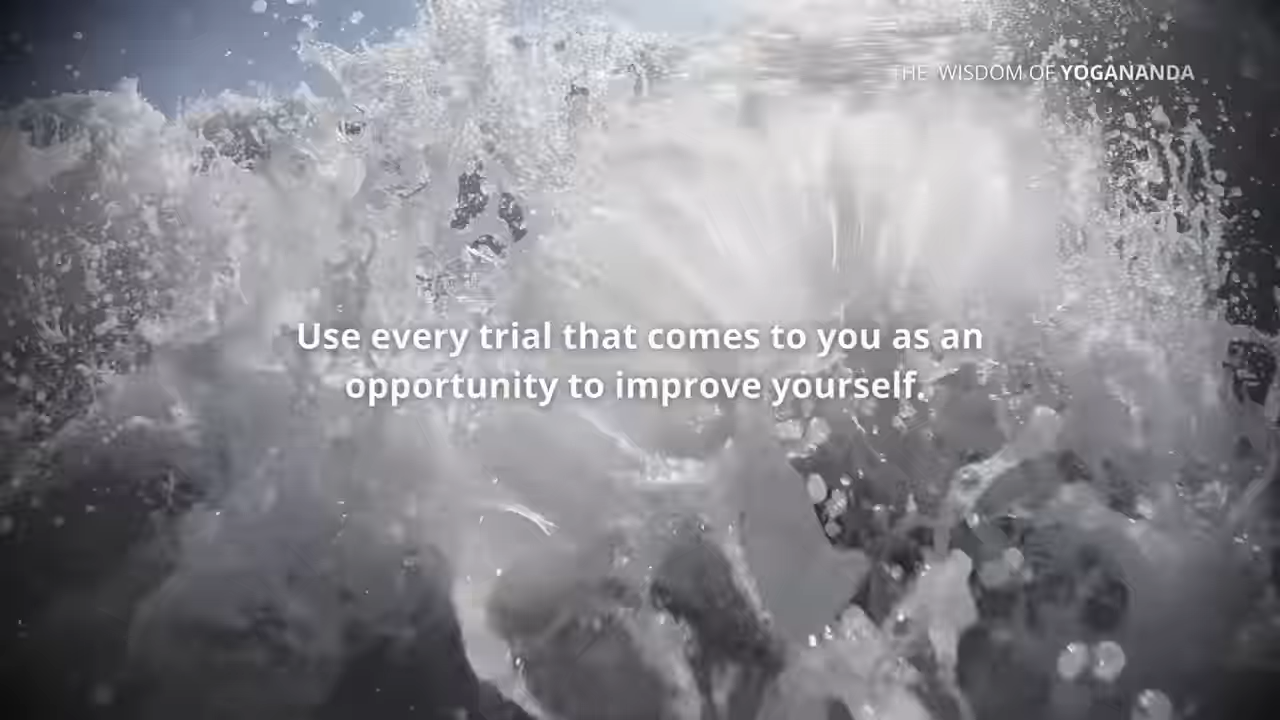 THE WISDOM OF YOGANANDA
Use every trial that comes to you as an
opportunity to improve yourself.